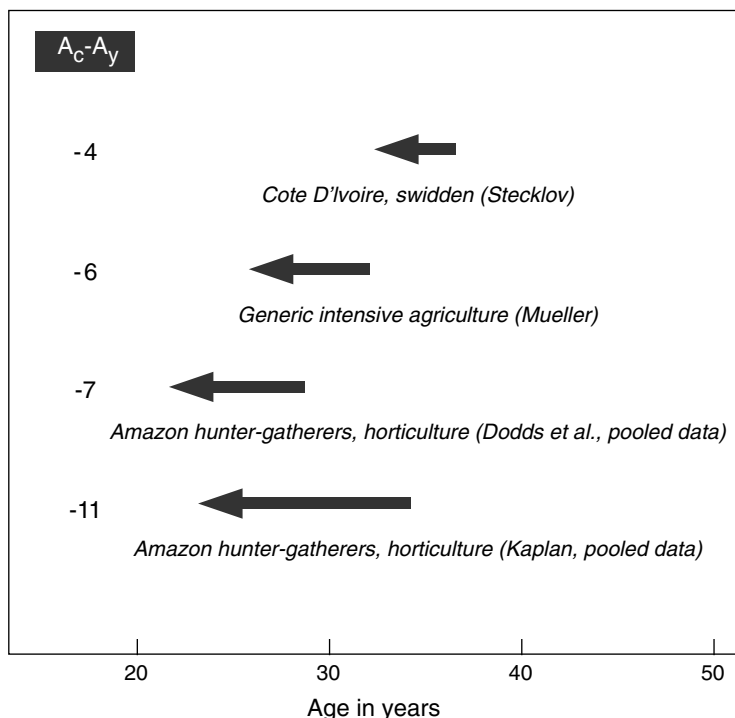 Ac-Ay
-4
Cote D'Ivoire, swidden (Stecklov)
-6
Generic intensive agriculture (Mueller)
-7
Amazon hunter-gatherers, horticulture (Dodds et al., pooled data)
-11
Amazon hunter-gatherers, horticulture (Kaplan, pooled data)
20 30 40 50
Age in years